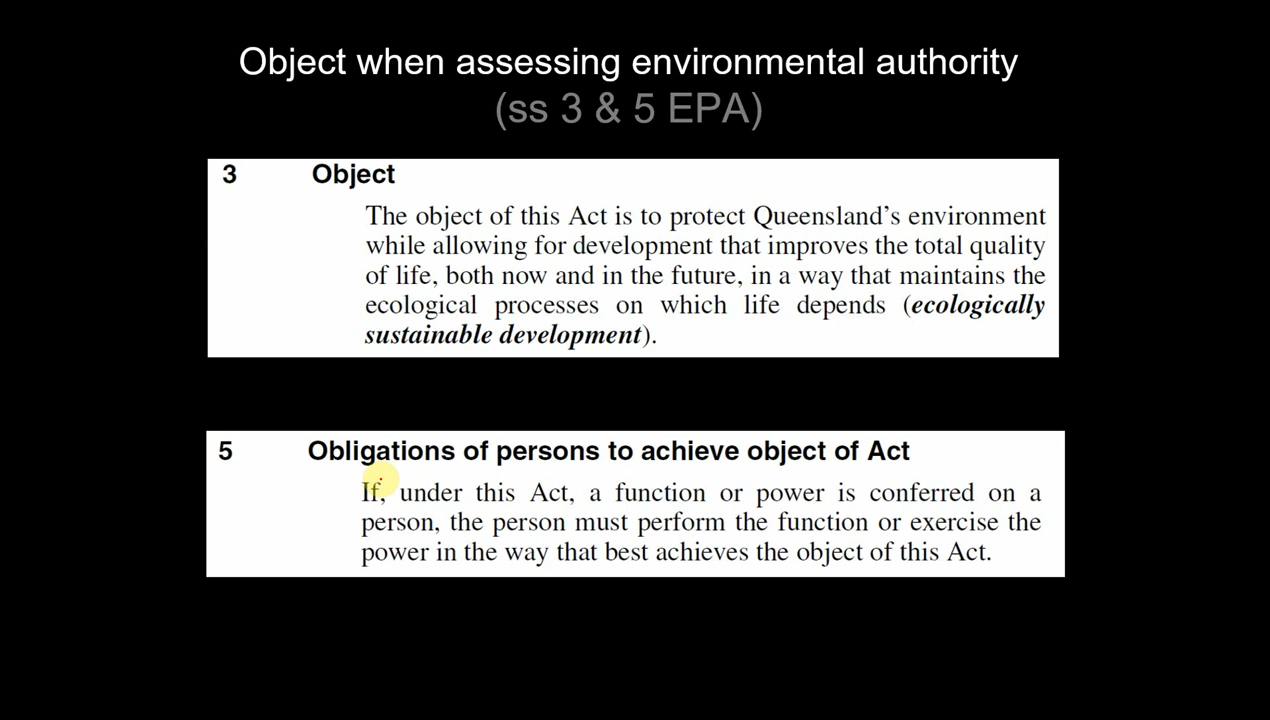 Object when assessing environmental authority
(ss 3 & 5 EPA)
3 Object
The object of this Act is to protect Queensland's environment
while allowing for development that improves the total quality
of life, both now and in the future, in a way that maintains the
ecological processes on which life depends (ecologically
sustainable development).
5 Obligations of persons to achieve object of Act
If, under this Act, a function or power is conferred on a
person, the person must perform the function or exercise the
power in the way that best achieves the object of this Act.